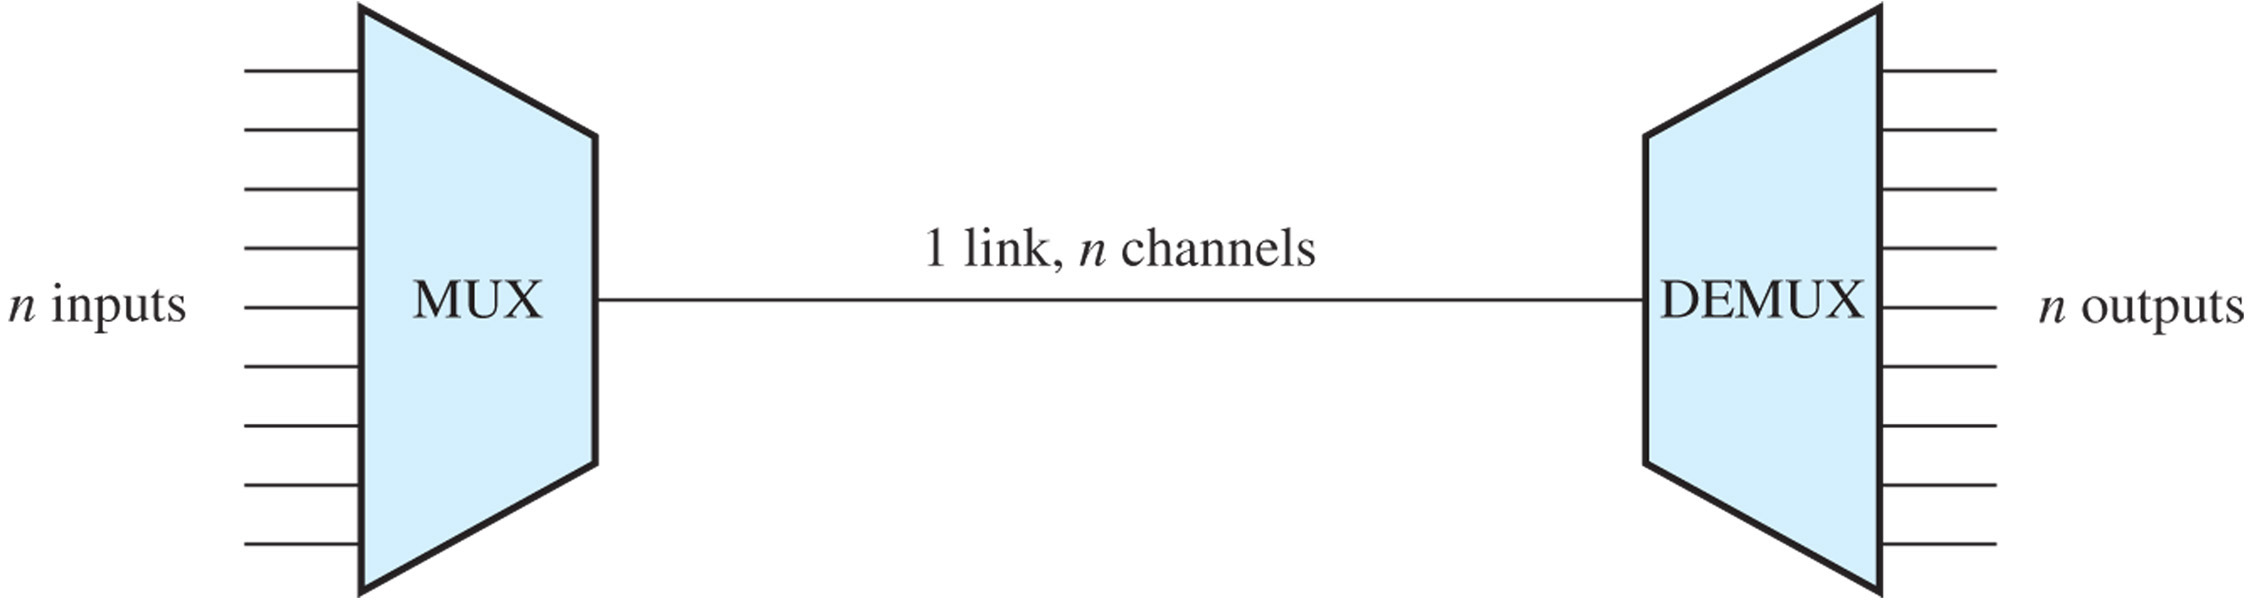 1 link, n channels
n inputs
MUX
DEMUX
n outputs